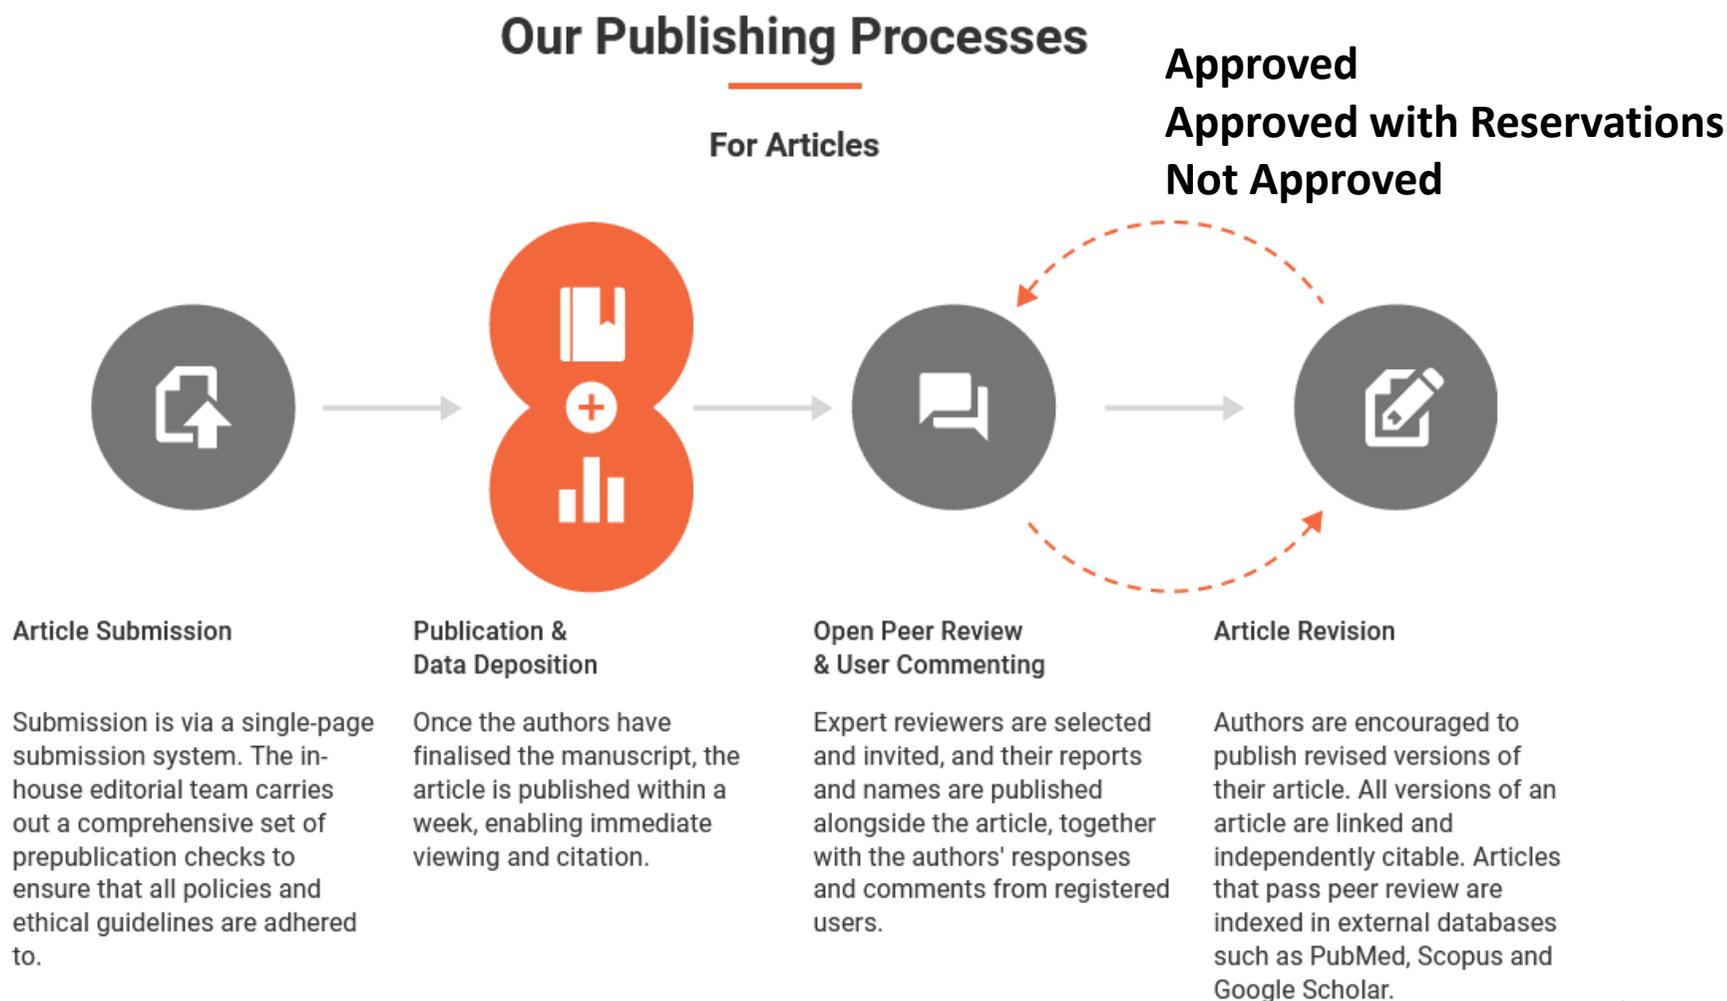 Our Publishing Processes
For Articles
Approved
Approved with Reservations
Not Approved
Article Submission
Submission is via a single-page
submission system. The in-
house editorial team carries
out a comprehensive set of
prepublication checks to
ensure that all policies and
ethical guidelines are adhered
to.
Publication &
Data Deposition
Once the authors have
finalised the manuscript, the
article is published within a
week, enabling immediate
viewing and citation.
Open Peer Review
& User Commenting
Expert reviewers are selected
and invited, and their reports
and names are published
alongside the article, together
with the authors' responses
and comments from registered
users.
Article Revision
Authors are encouraged to
publish revised versions of
their article. All versions of an
article are linked and
independently citable. Articles
that pass peer review are
indexed in external databases
such as PubMed, Scopus and
Google Scholar.